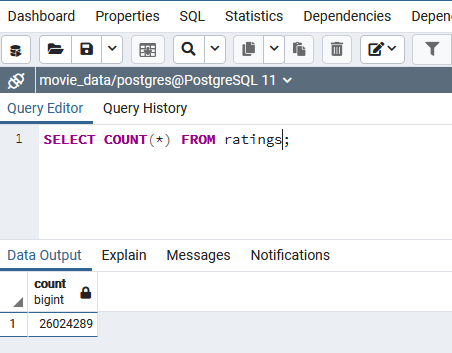 Dashboard Properties SQL Statistics Dependencies Depen
movie_data/postgres@PostgreSQL 11
Query Editor Query History
1 SELECT COUNT(*) FROM ratings;
Data Output Explain Messages Notifications
count
bigint
1 26024289